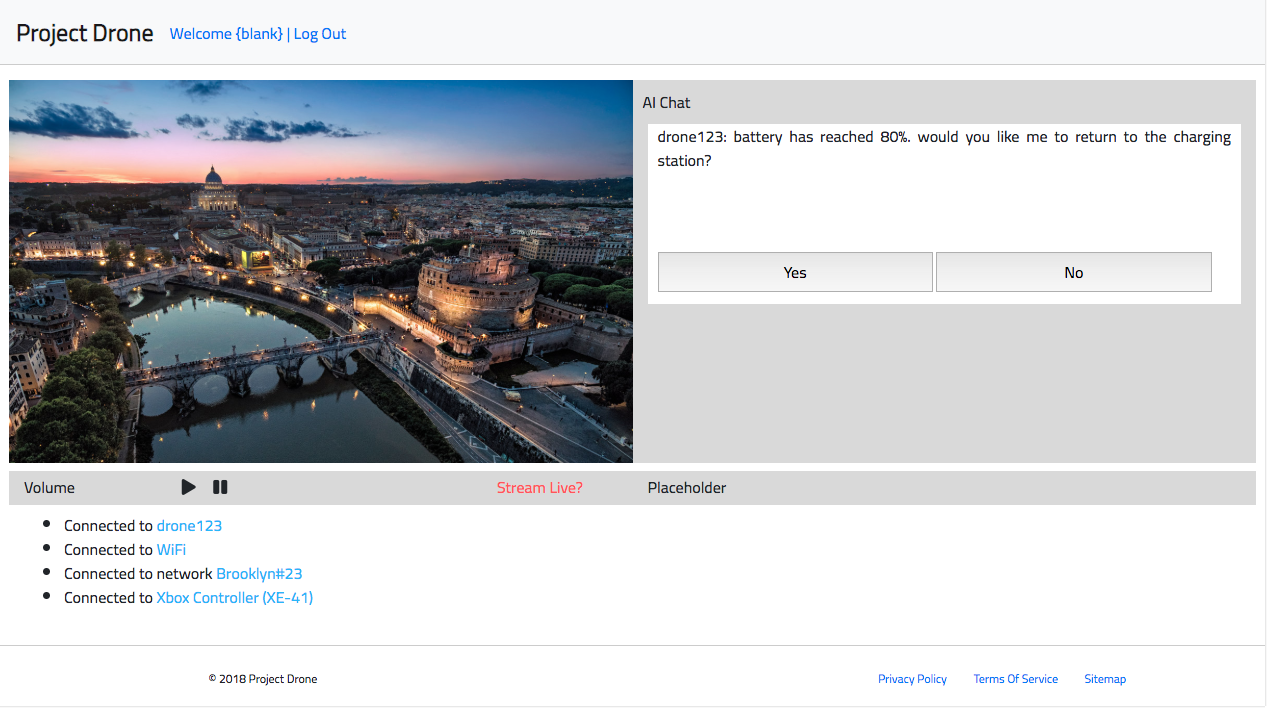 Project Drone Welcome {blank} | Log Out
AI Chat
drone123: battery has reached 80%. would you like me to return to the charging
station?
Yes No
Volume Stream Live? Placeholder
Connected to drone123
Connected to WiFi
Connected to network Brooklyn#23
Connected to Xbox Controller (XE-41)
© 2018 Project Drone Privacy Policy Terms Of Service Sitemap